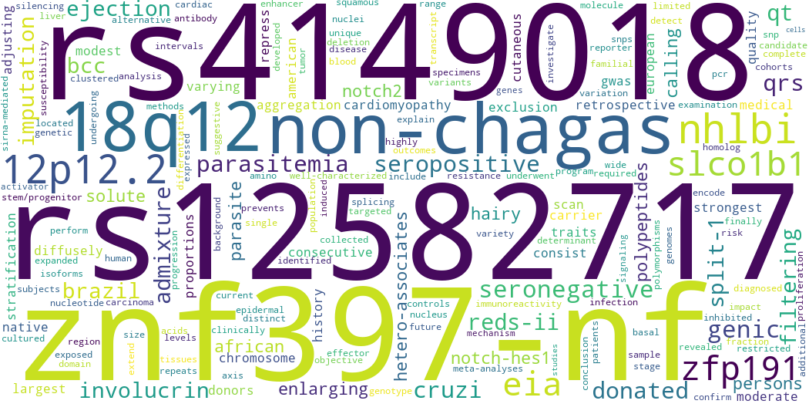 rs4149018
rs12582717
znf397-nf
non-chagas
18q12
12p12.2
nhlbi
slco1b1
zfp191
eia
ejection
imputation
bcc
modest
qt
qrs
calling
notch2
gwas
european
cutaneous
repress
silencing
liver
alternative
cardiac
antibody
adjusting
intervals
susceptibility
clustered
analysis
varying
undergoing
located
genetic
methods
sirna-mediated
differentiation
expressed
suggestive
aggregation
cardiomyopathy
explain
highly
outcomes
american
blood
tumor
developed
enhancer
squamous
nuclei
unique
deletion
disease
range
transcript
variants
specimens
genes
investigate
molecule
snps
reporter
familial
variation
limited
detect
pcr
quality
snp
candidate
complete
cohorts
cells
exclusion
retrospective
examination
medical
homolog
parasitemia
seropositive
well-characterized
include
resistance
underwent
program
wide
required
amino
activator
stem/progenitor
solute
diffusely
expanded
isoforms
stratification
perform
human
admixture
proportions
background
prevents
parasite
single
population
induced
splicing
targeted
determinant
hairy
variety
scan
carrier
traits
consist
signaling
polymorphisms
polypeptides
encode
genomes
strongest
finally
risk
split1
filtering
consecutive
collected
identified
hetero-associates
progression
subjects
brazil
nucleotide
carcinoma
native
cultured
region
exposed
domain
size
extend
acids
repeats
levels
tissues
clinically
current
epidermal
distinct
african
chromosome
effector
objective
axis
history
controls
nucleus
future
mechanism
meta-analyses
studies
seronegative
immunoreactivity
infection
reds-ii
notch-hes1
conclusion
patients
basal
sample
stage
inhibited
revealed
fraction
restricted
diagnosed
impact
genic
persons
additional
proliferation
largest
involucrin
donors
enlarging
genotype
cruzi
donated
confirm
moderate